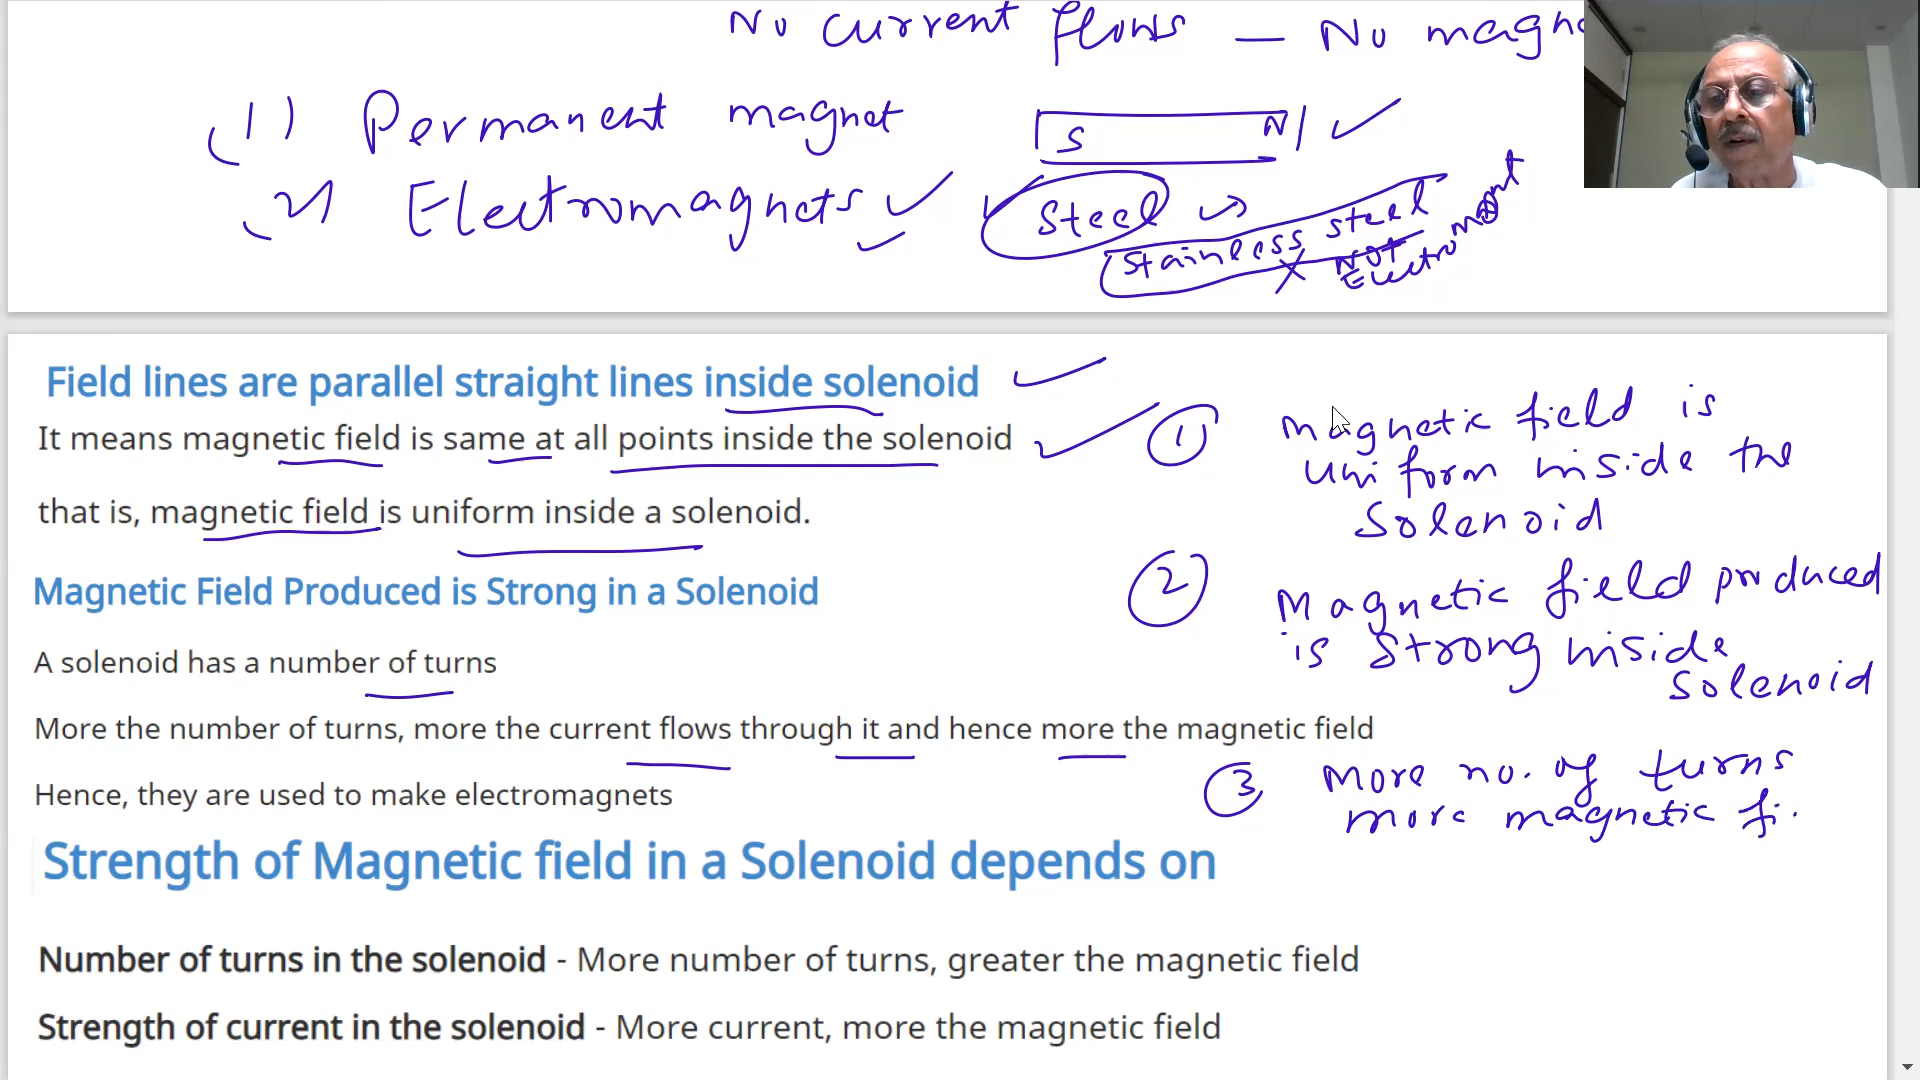 No current flows — No magn
(1) Permanent magnet S N
(2) Electromagnets Steel
Stainless steel
X NOT
Field lines are parallel straight lines inside solenoid
It means magnetic field is same at all points inside the solenoid
that is, magnetic field is uniform inside a solenoid.
Magnetic Field Produced is Strong in a Solenoid
A solenoid has a number of turns
More the number of turns, more the current flows through it and hence more the magnetic field
Hence, they are used to make electromagnets
1 Magnetic field is
uniform inside the
Solenoid
2 Magnetic field produced
is strong inside
solenoid
3 More no. of turns
more magnetic fi.
Strength of Magnetic field in a Solenoid depends on
Number of turns in the solenoid - More number of turns, greater the magnetic field
Strength of current in the solenoid - More current, more the magnetic field